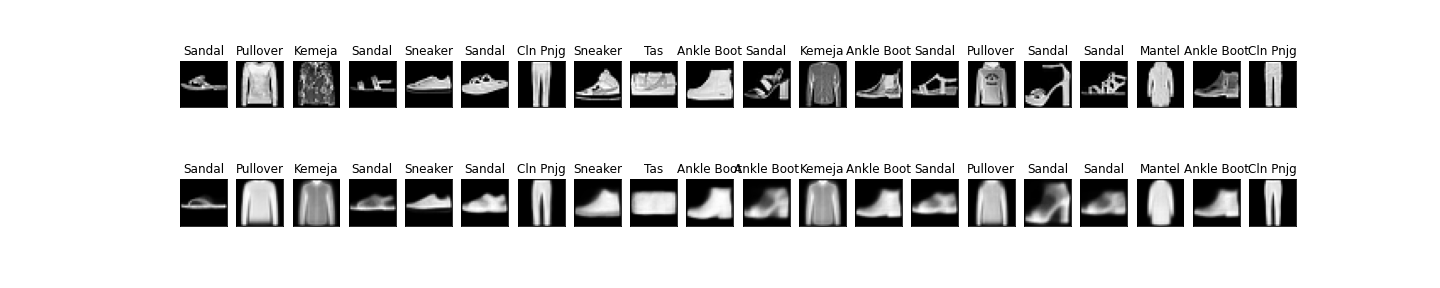 Sandal Pullover Kemeja Sandal Sneaker Sandal Cln Pnjg Sneaker Tas Ankle Boot Sandal Kemeja Ankle Boot Sandal Pullover Sandal Sandal Mantel Ankle Boot Cln Pnjg
Sandal Pullover Kemeja Sandal Sneaker Sandal Cln Pnjg Sneaker Tas Ankle Boot Ankle Boot Kemeja Ankle Boot Sandal Pullover Sandal Sandal Mantel Ankle Boot Cln Pnjg